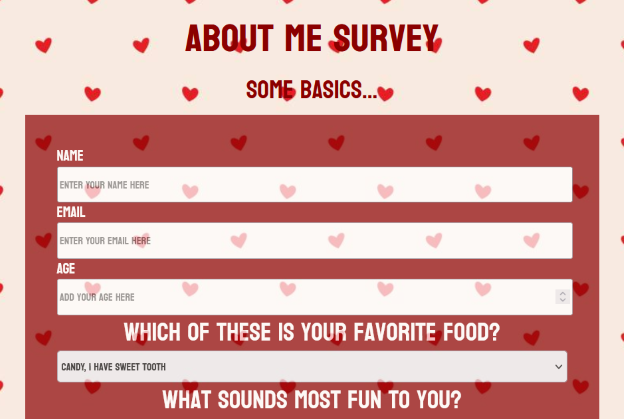 ABOUT ME SURVEY
SOME BASICS...
NAME
ENTER YOUR NAME HERE
EMAIL
ENTER YOUR EMAIL HERE
AGE
ADD YOUR AGE HERE
WHICH OF THESE IS YOUR FAVORITE FOOD?
CANDY, I HAVE SWEET TOOTH
WHAT SOUNDS MOST FUN TO YOU?